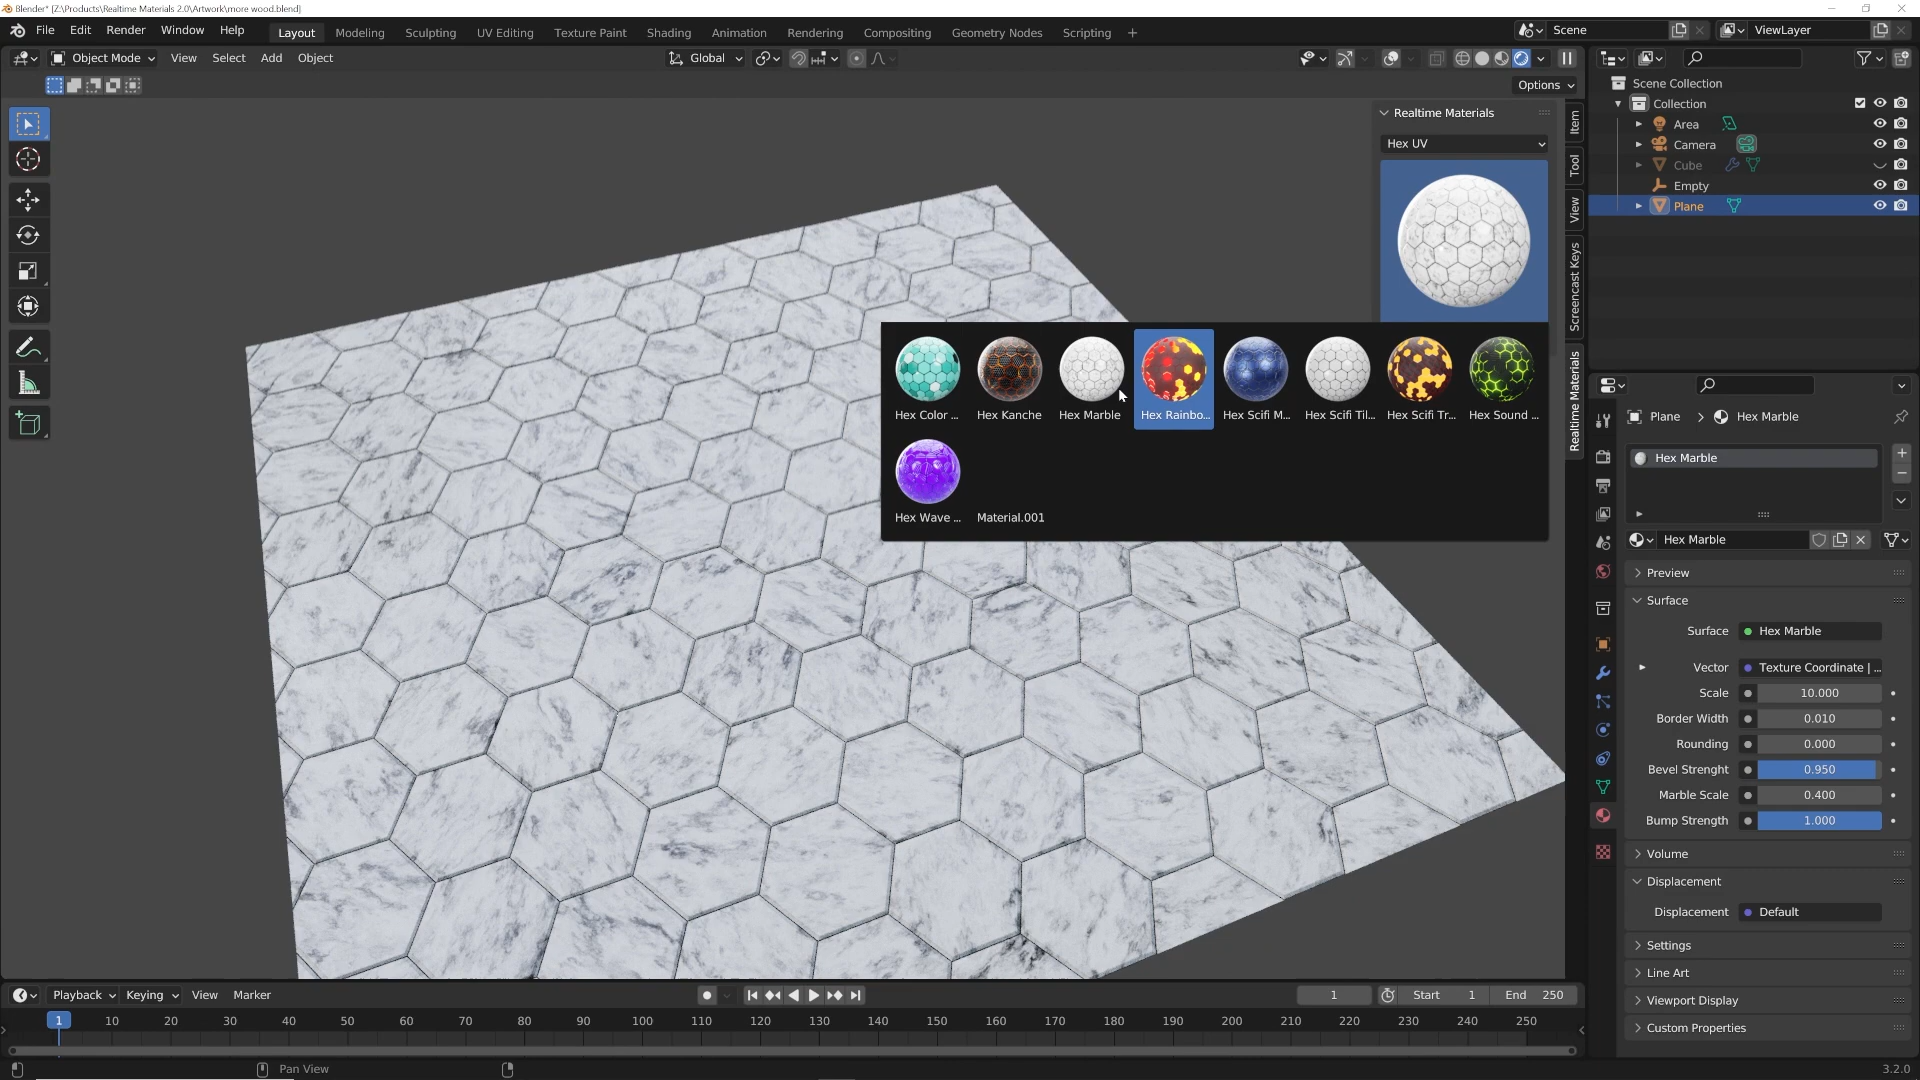 Blender* [Z:\Products\Realtime Materials 2.0\Artwork\more wood.blend]
File Edit Render Window Help Layout Modeling Sculpting UV Editing Texture Paint Shading Animation Rendering Compositing Geometry Nodes Scripting + Scene ViewLayer
Object Mode View Select Add Object Global
Options
Realtime Materials
Hex UV
Item
Tool
View
Screencast Keys
Realtime Materials
Hex Color ... Hex Kanche Hex Marble Hex Rainbo... Hex Scifi M... Hex Scifi Til... Hex Scifi Tr... Hex Sound ...
Hex Wave ... Material.001
Scene Collection
Collection
Area
Camera
Cube
Empty
Plane
Plane > Hex Marble
Hex Marble
Hex Marble
Preview
Surface
Surface Hex Marble
Vector Texture Coordinate | ...
Scale 10.000
Border Width 0.010
Rounding 0.000
Bevel Strenght 0.950
Marble Scale 0.400
Bump Strength 1.000
Volume
Displacement
Displacement Default
Settings
Line Art
Viewport Display
Custom Properties
Playback Keying View Marker 1 Start 1 End 250
1 10 20 30 40 50 60 70 80 90 100 110 120 130 140 150 160 170 180 190 200 210 220 230 240 250
Pan View 3.2.0